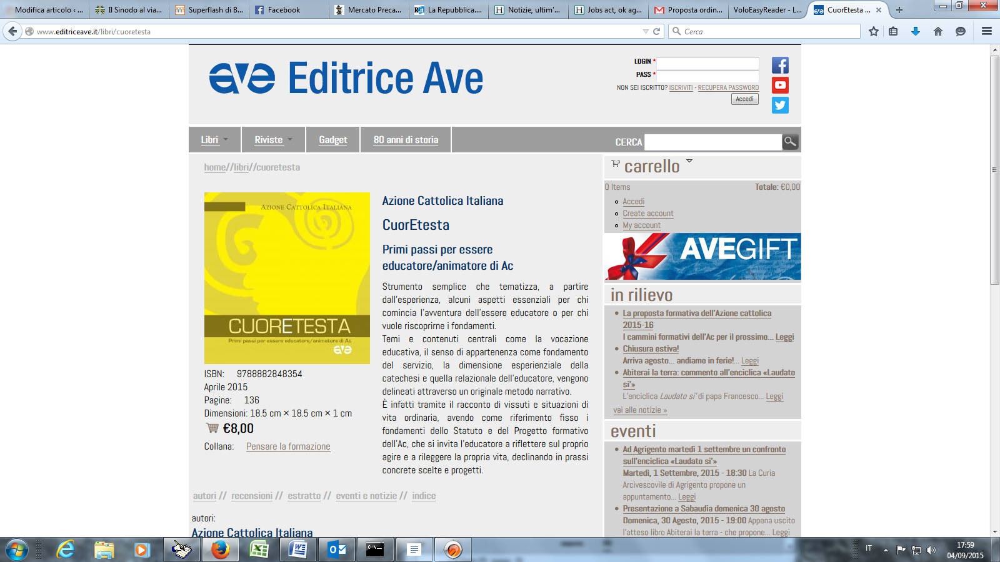 Modifica articolo ‹ ...
Il Sinodo al via...
Superflash di B...
Facebook
Mercato Preca...
La Repubblica....
Notizie, ultim'...
Jobs act, ok ag...
Proposta ordin...
VoloEasyReader - L...
CuorEtesta ...
www.editriceave.it/libri/cuoretesta
Cerca
ave Editrice Ave
LOGIN *
PASS *
NON SEI ISCRITTO? ISCRIVITI - RECUPERA PASSWORD
Accedi
Libri
Riviste
Gadget
80 anni di storia
CERCA
home//libri//cuoretesta
AZIONE CATTOLICA ITALIANA
CUORETESTA
Primi passi per essere educatore/animatore di Ac
ave
ISBN: 9788882848354
Aprile 2015
Pagine: 136
Dimensioni: 18.5 cm × 18.5 cm × 1 cm
€8,00
Collana: Pensare la formazione
Azione Cattolica Italiana
CuorEtesta
Primi passi per essere
educatore/animatore di Ac
Strumento semplice che tematizza, a partire
dall'esperienza, alcuni aspetti essenziali per chi
comincia l'avventura dell'essere educatore o per chi
vuole riscoprirne i fondamenti.
Temi e contenuti centrali come la vocazione
educativa, il senso di appartenenza come fondamento
del servizio, la dimensione esperienziale della
catechesi e quella relazionale dell'educatore, vengono
delineati attraverso un originale metodo narrativo.
È infatti tramite il racconto di vissuti e situazioni di
vita ordinaria, avendo come riferimento fisso i
fondamenti dello Statuto e del Progetto formativo
dell'Ac, che si invita l'educatore a riflettere sul proprio
agire e a rileggere la propria vita, declinando in prassi
concrete scelte e progetti.
autori // recensioni // estratto // eventi e notizie // indice
autori:
Azione Cattolica Italiana
carrello
0 Items Totale: €0,00
Accedi
Create account
My account
AVEGIFT
in rilievo
La proposta formativa dell'Azione cattolica
2015-16
I cammini formativi dell'Ac per il prossimo... Leggi
Chiusura estiva!
Arriva agosto... andiamo in ferie!... Leggi
Abiterai la terra: commento all'enciclica «Laudato
si'»
L'enciclica Laudato si' di papa Francesco... Leggi
vai alle notizie »
eventi
Ad Agrigento martedì 1 settembre un confronto
sull'enciclica «Laudato si'»
Martedì, 1 Settembre, 2015 - 18:30 La Curia
Arcivescovile di Agrigento propone un
appuntamento... Leggi
Presentazione a Sabaudia domenica 30 agosto
Domenica, 30 Agosto, 2015 - 19:00 Appena uscito
l'atteso libro Abiterai la terra - che propone... Leggi
IT
17:59
04/09/2015